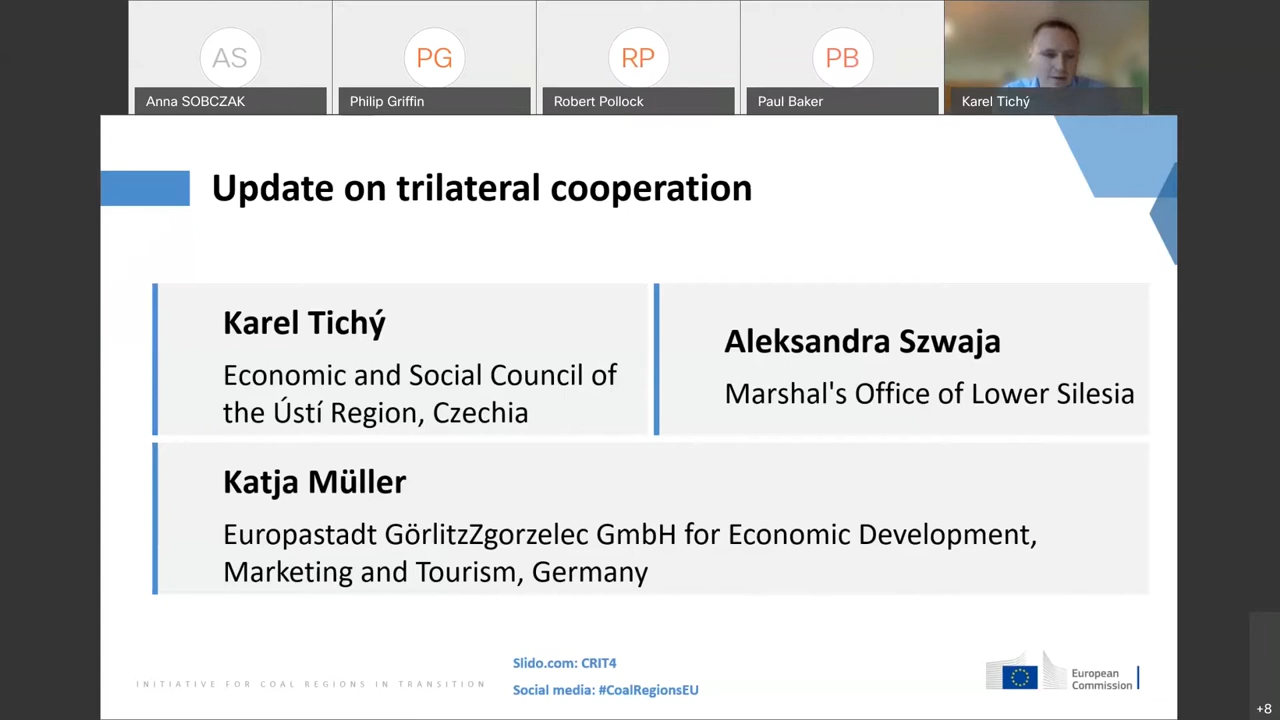 AS
PG
RP
PB
Anna SOBCZAK
Philip Griffin
Robert Pollock
Paul Baker
Karel Tichý
Update on trilateral cooperation
Karel Tichý
Economic and Social Council of
the Ústí Region, Czechia
Aleksandra Szwaja
Marshal's Office of Lower Silesia
Katja Müller
Europastadt GörlitzZgorzelec GmbH for Economic Development,
Marketing and Tourism, Germany
Slido.com: CRIT4
INITIATIVE FOR COAL REGIONS IN TRANSITION
Social media: #CoalRegionsEU
European
Commission
+8